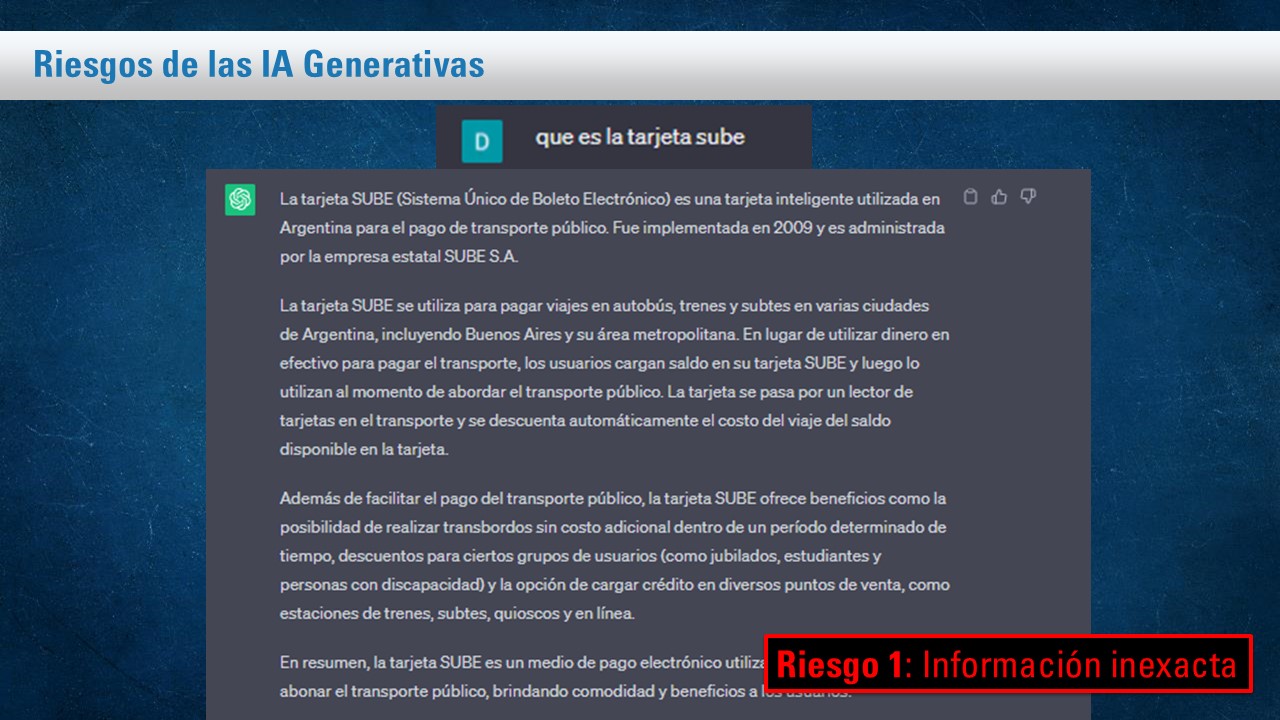 Riesgos de las IA Generativas
D
que es la tarjeta sube
La tarjeta SUBE (Sistema Único de Boleto Electrónico) es una tarjeta inteligente utilizada en
Argentina para el pago de transporte público. Fue implementada en 2009 y es administrada
por la empresa estatal SUBE S.A.
La tarjeta SUBE se utiliza para pagar viajes en autobús, trenes y subtes en varias ciudades
de Argentina, incluyendo Buenos Aires y su área metropolitana. En lugar de utilizar dinero en
efectivo para pagar el transporte, los usuarios cargan saldo en su tarjeta SUBE y luego lo
utilizan al momento de abordar el transporte público. La tarjeta se pasa por un lector de
tarjetas en el transporte y se descuenta automáticamente el costo del viaje del saldo
disponible en la tarjeta.
Además de facilitar el pago del transporte público, la tarjeta SUBE ofrece beneficios como la
posibilidad de realizar transbordos sin costo adicional dentro de un período determinado de
tiempo, descuentos para ciertos grupos de usuarios (como jubilados, estudiantes y
personas con discapacidad) y la opción de cargar crédito en diversos puntos de venta, como
estaciones de trenes, subtes, quioscos y en línea.
En resumen, la tarjeta SUBE es un medio de pago electrónico
abonar el transporte público, brindando comodidad y beneficios a los usuarios.
Riesgo 1: Información inexacta